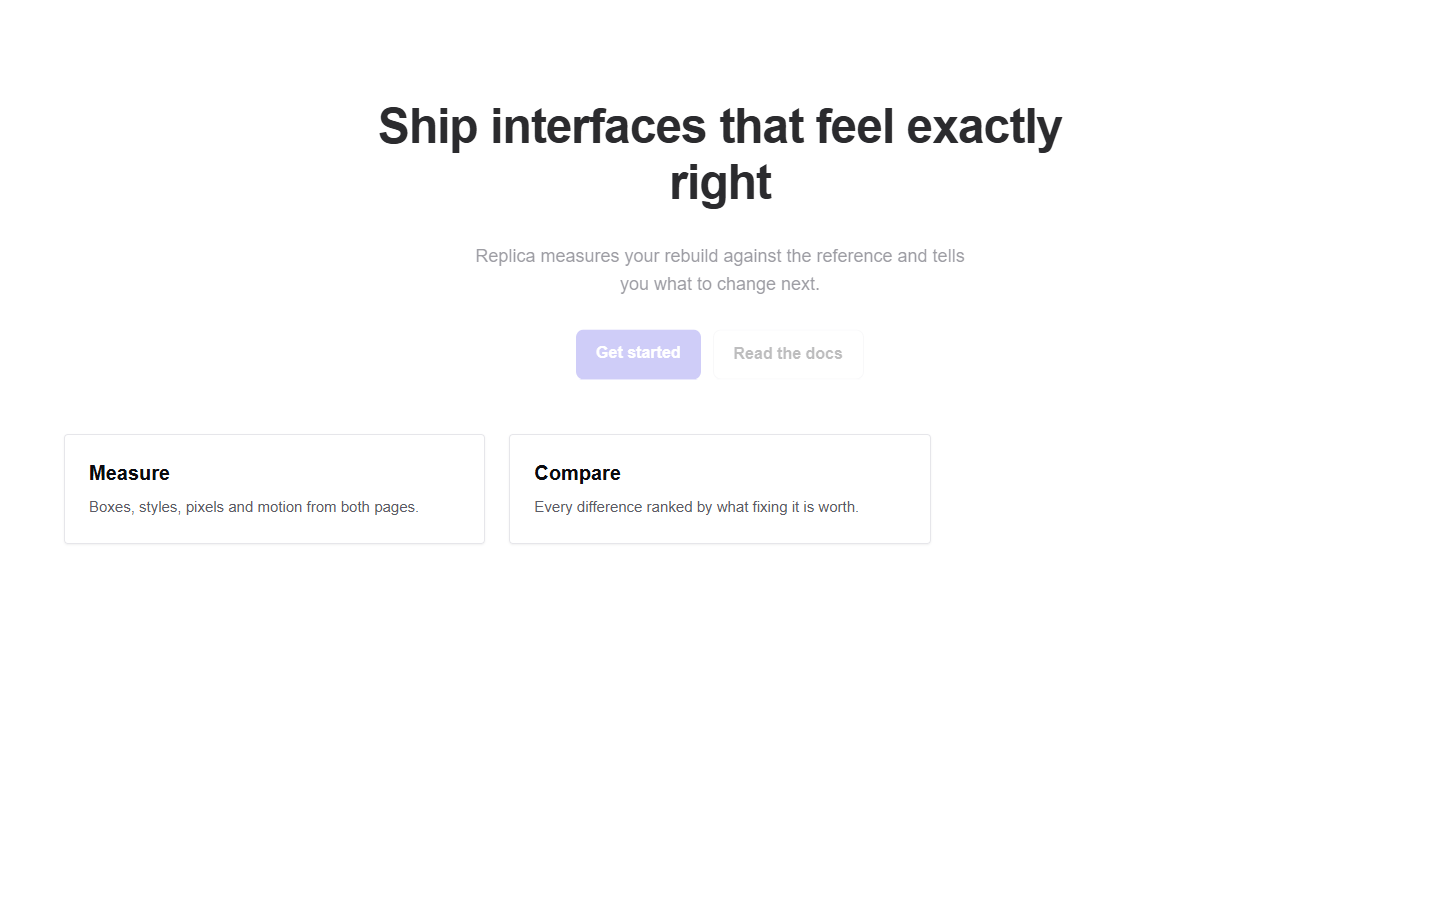 Ship interfaces that feel exactly
right
Replica measures your rebuild against the reference and tells
you what to change next.
Get started
Read the docs
Measure
Boxes, styles, pixels and motion from both pages.
Compare
Every difference ranked by what fixing it is worth.